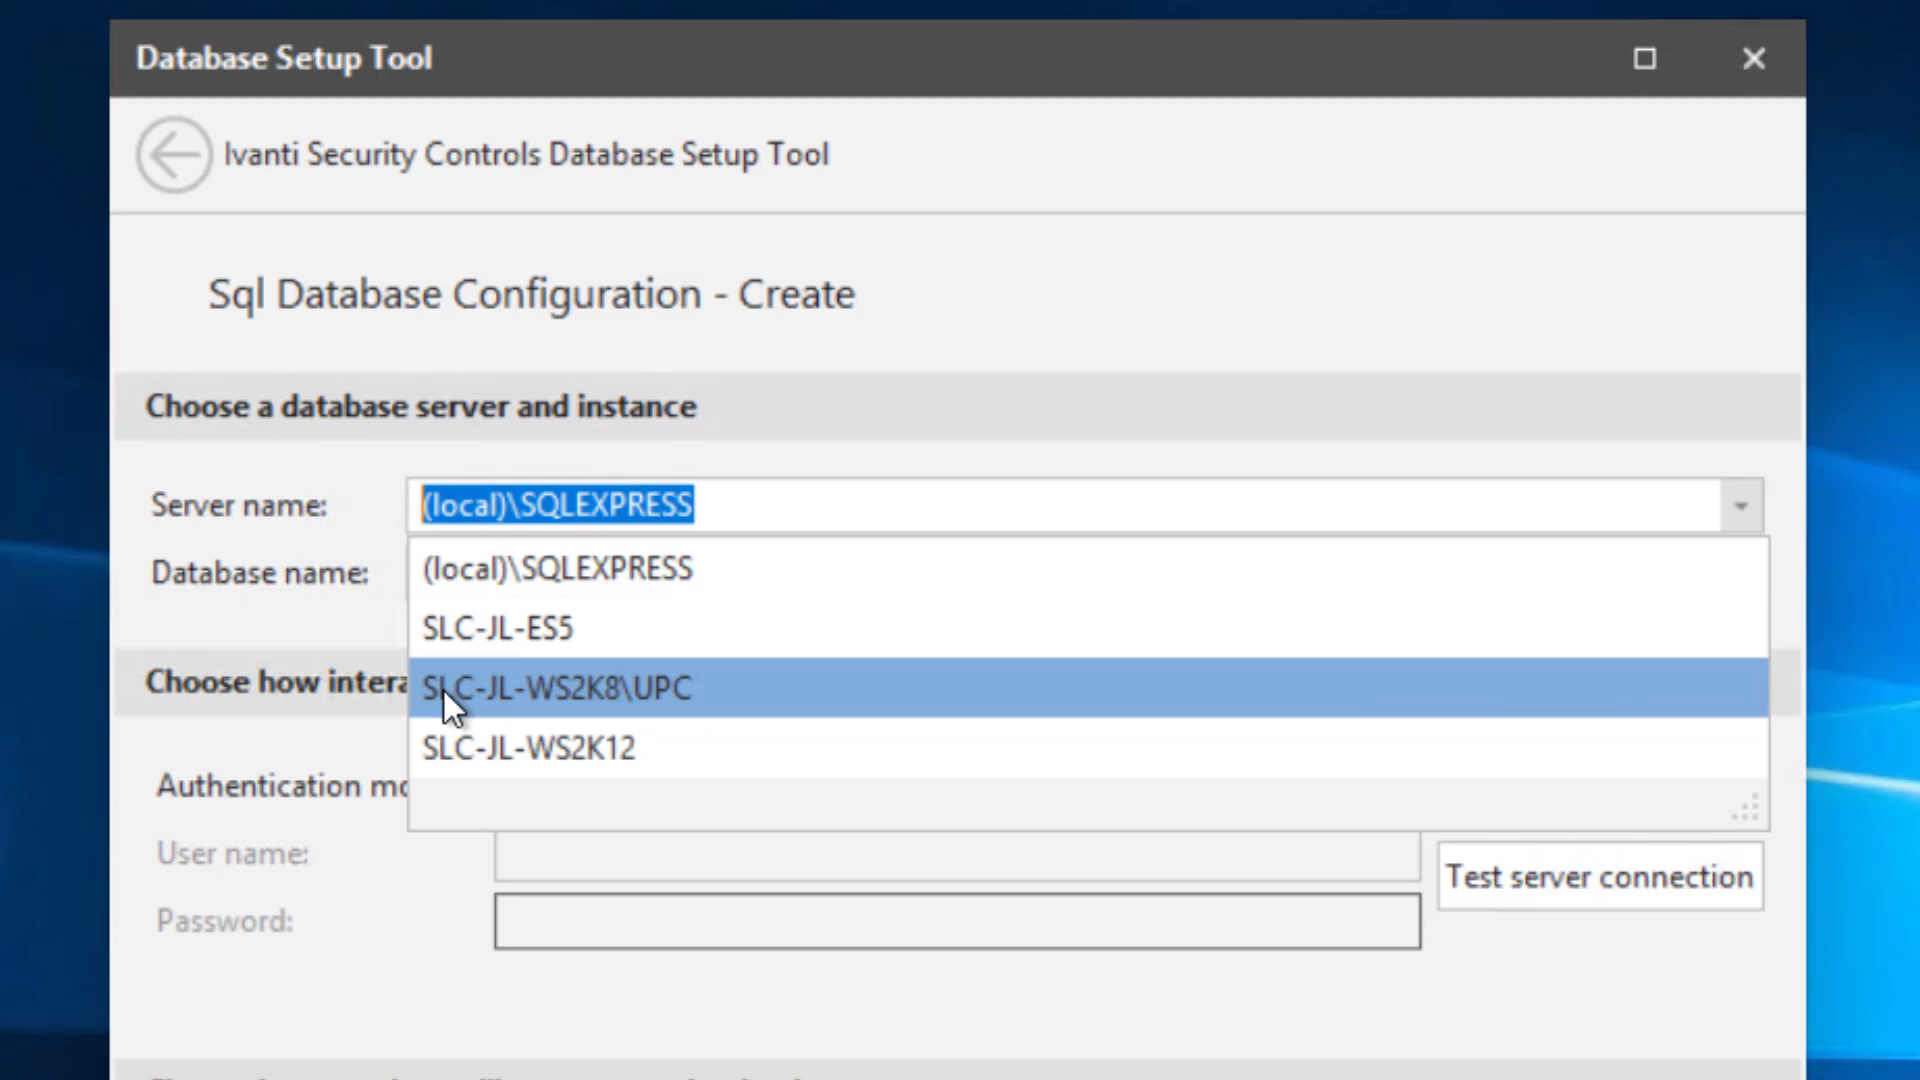 Database Setup Tool
Ivanti Security Controls Database Setup Tool
Sql Database Configuration - Create
Choose a database server and instance
Server name:
(local)\SQLEXPRESS
Database name:
(local)\SQLEXPRESS
SLC-JL-ES5
Choose how
SLC-JL-WS2K8\UPC
SLC-JL-WS2K12
Authentication
User name:
Test server connection
Password: